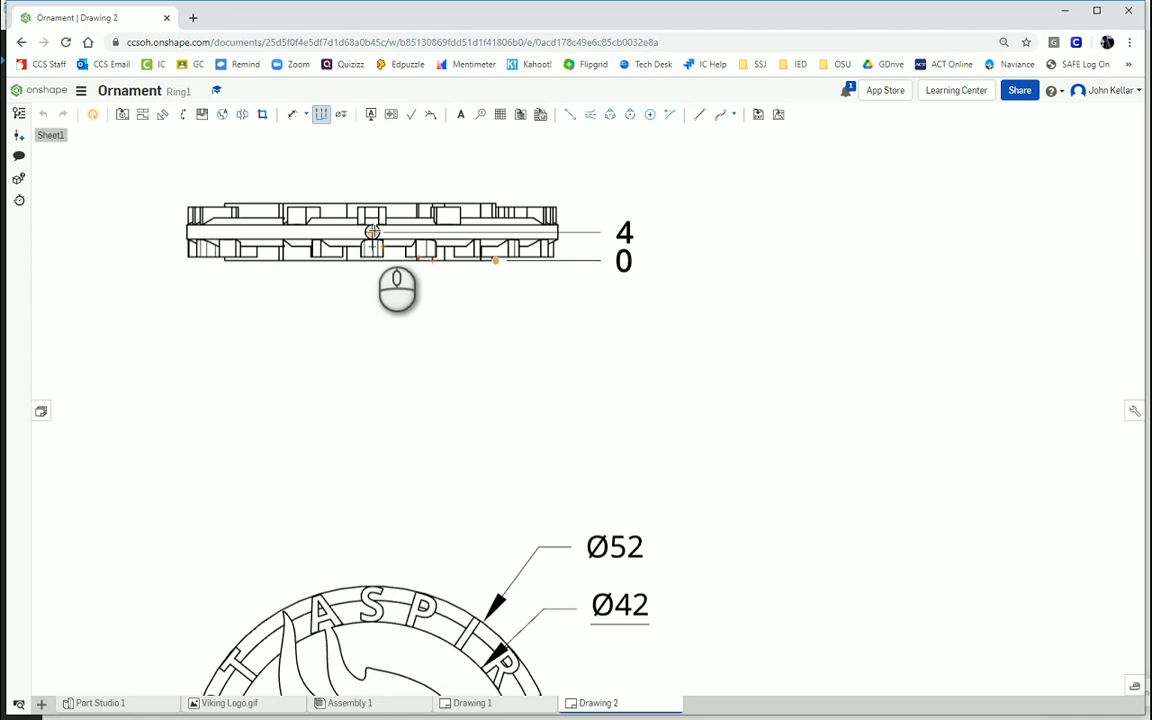 Ornament | Drawing 2
ccsoh.onshape.com/documents/25d5f0f4e5df7d1d68a0b45c/w/b85130869fdd51d1f41806b0/e/0acd178c49e6c85cb0032e8a
CCS Staff CCS Email IC GC Remind Zoom Quizizz Edpuzzle Mentimeter Kahoot! Flipgrid Tech Desk IC Help SSJ IED OSU GDrive ACT Online Naviance SAFE Log On »
onshape Ornament Ring1 1 App Store Learning Center Share John Kellar
Sheet1
4
0
Ø52
Ø42
T ASPIR
Part Studio 1 Viking Logo.gif Assembly 1 Drawing 1 Drawing 2